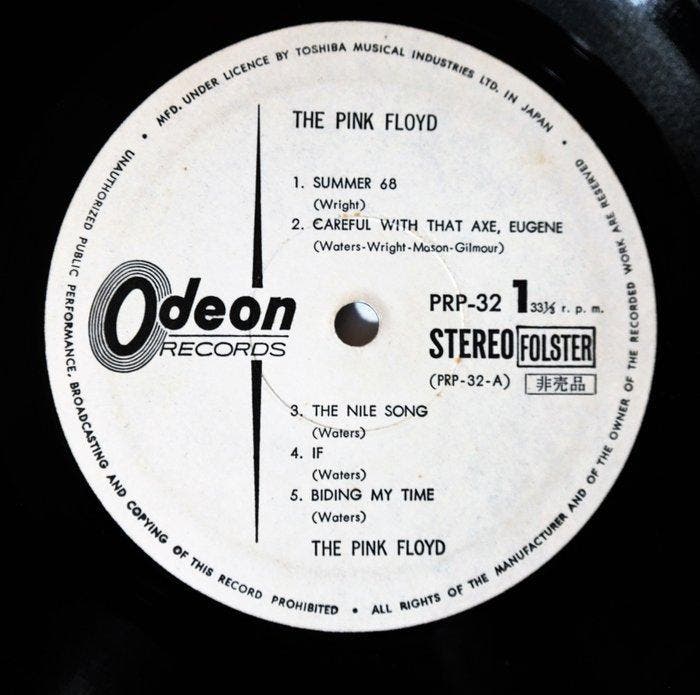 MFD. UNDER LICENCE BY TOSHIBA MUSICAL INDUSTRIES LTD. IN JAPAN •
THE PINK FLOYD
1. SUMMER 68
(Wright)
2. CAREFUL WITH THAT AXE, EUGENE
(Waters-Wright-Mason-Gilmour)
Odeon
RECORDS
PRP-32 1 33⅓ r. p. m.
STEREO FOLSTER
(PRP-32-A) 非売品
3. THE NILE SONG
(Waters)
4. IF
(Waters)
5. BIDING MY TIME
(Waters)
THE PINK FLOYD
UNAUTHORIZED PUBLIC PERFORMANCE, BROADCASTING AND COPYING OF THIS RECORD PROHIBITED • ALL RIGHTS OF THE MANUFACTURER AND OF THE OWNER OF THE RECORDED WORK ARE RESERVED •